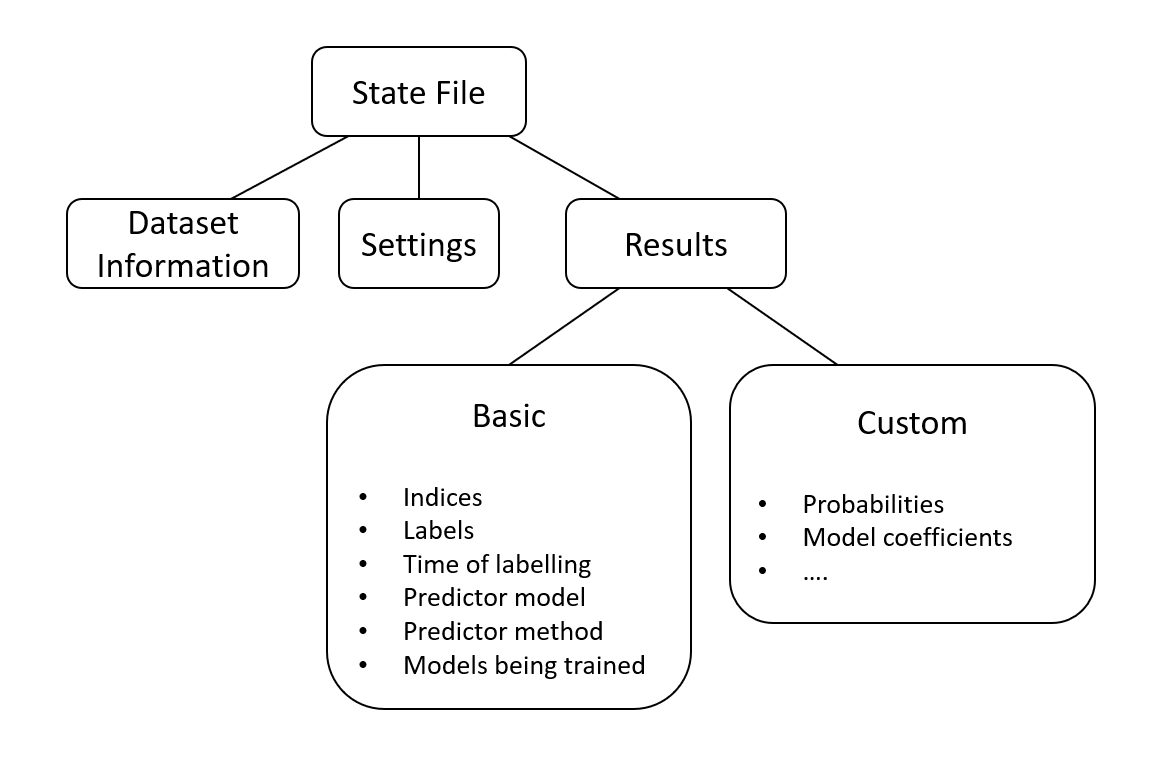 State File
Dataset
Information
Settings
Results
Basic
• Indices
• Labels
• Time of labelling
• Predictor model
• Predictor method
• Models being trained
Custom
• Probabilities
• Model coefficients
• ....